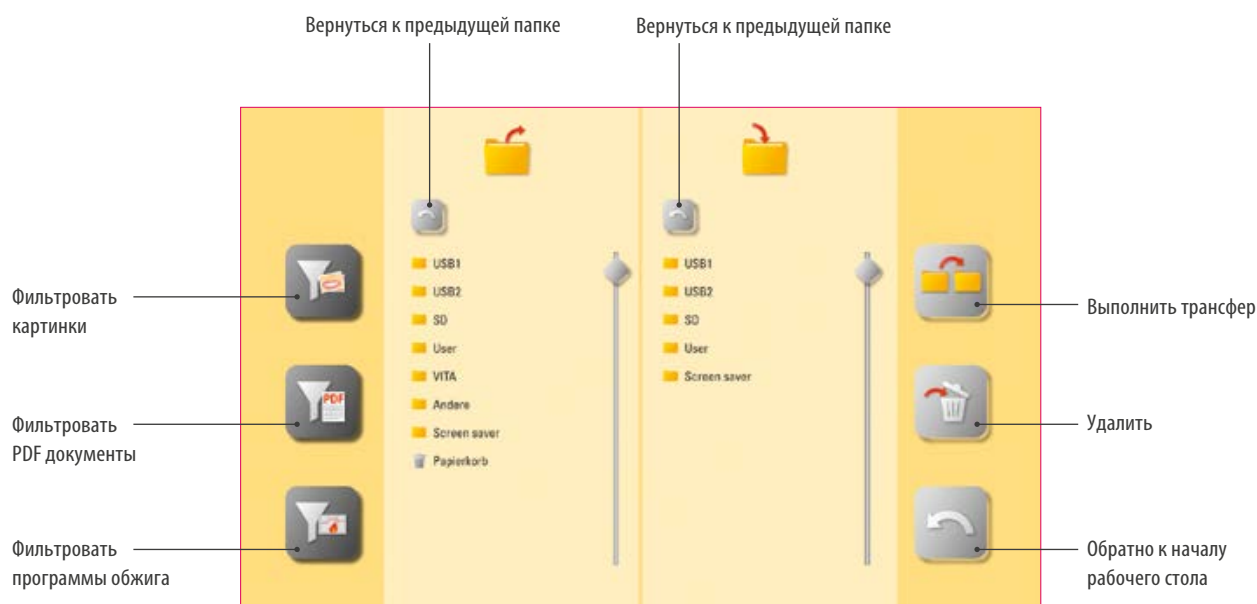 Вернуться к предыдущей папке
Вернуться к предыдущей папке
Фильтровать
картинки
Фильтровать
PDF документы
Фильтровать
программы обжига
PDF
USB1
USB2
SD
User
VITA
Andere
Screen saver
Papierkorb
USB1
USB2
SD
User
Screen saver
Выполнить трансфер
Удалить
Обратно к началу
рабочего стола